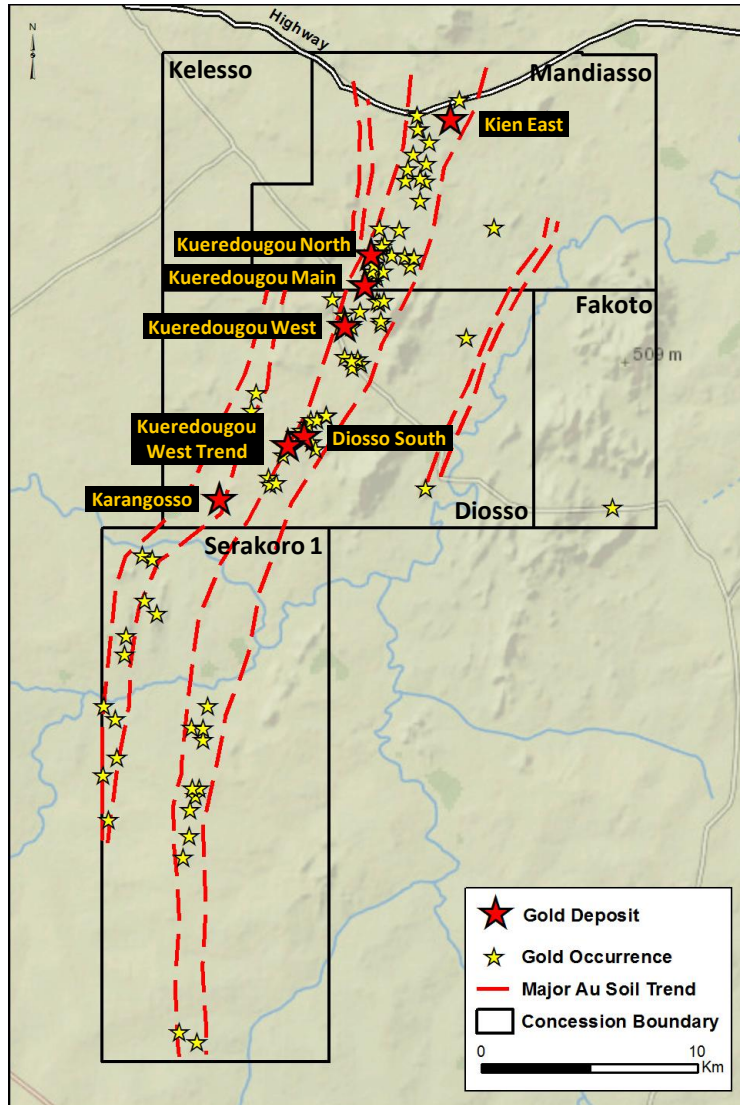 N
Highway
Kelesso
Mandiasso
Kien East
Kueredougou North
Kueredougou Main
Fakoto
Kueredougou West
509 m
Kueredougou
West Trend
Diosso South
Karangosso
Diosso
Serakoro 1
Gold Deposit
Gold Occurrence
Major Au Soil Trend
Concession Boundary
0 10
Km